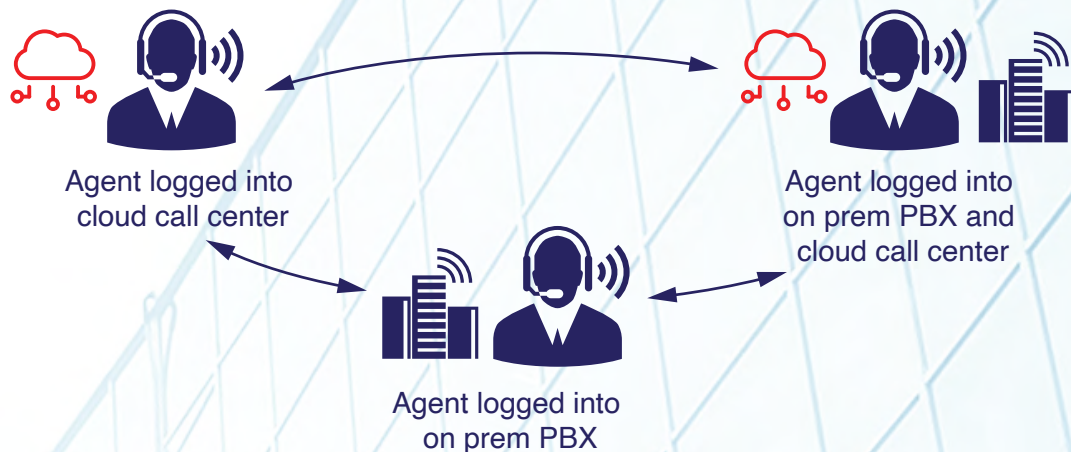 Agent logged into
cloud call center
Agent logged into
on prem PBX and
cloud call center
Agent logged into
on prem PBX